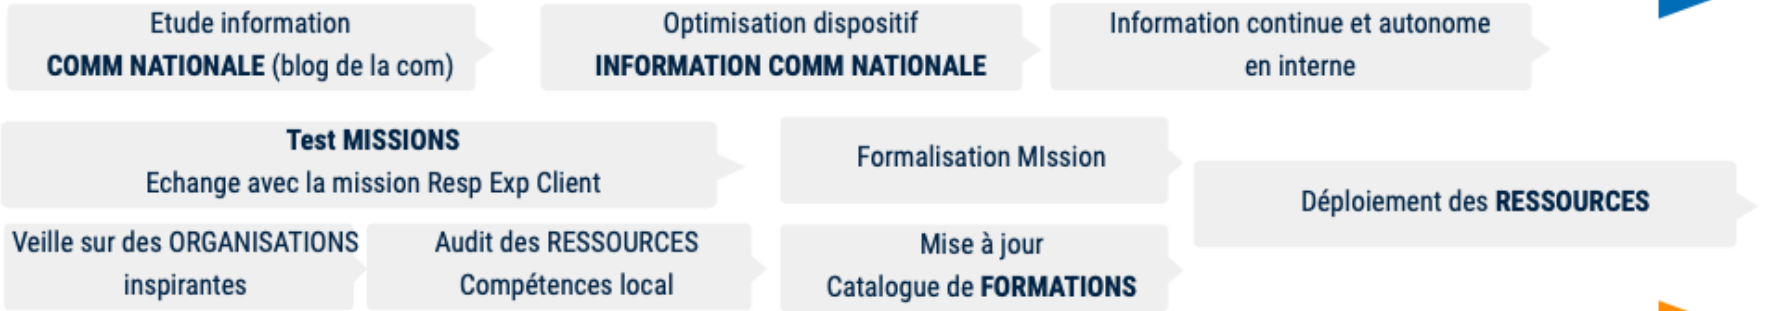 Etude information
COMM NATIONALE (blog de la com)
Optimisation dispositif
INFORMATION COMM NATIONALE
Information continue et autonome
en interne
Test MISSIONS
Echange avec la mission Resp Exp Client
Formalisation MIssion
Déploiement des RESSOURCES
Veille sur des ORGANISATIONS
inspirantes
Audit des RESSOURCES
Compétences local
Mise à jour
Catalogue de FORMATIONS